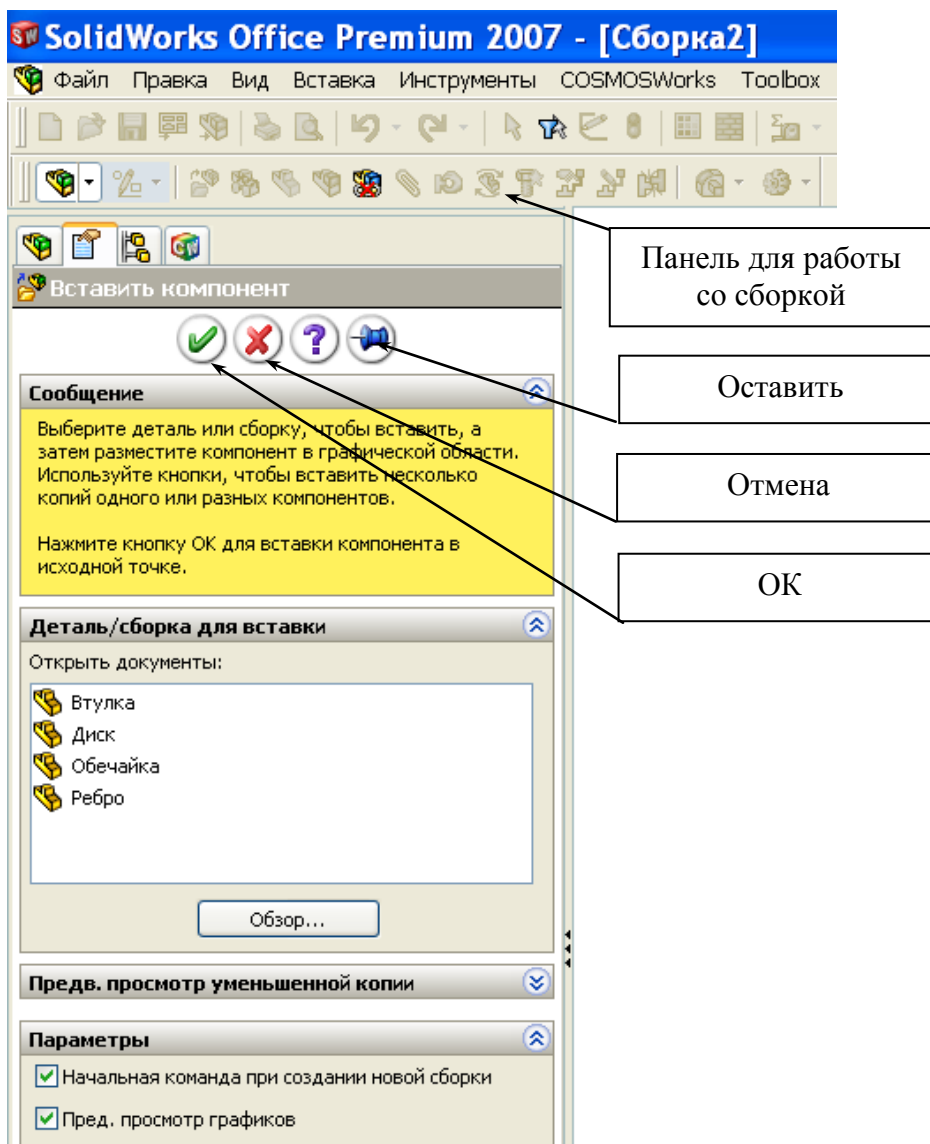 SolidWorks Office Premium 2007 - [Сборка2]
Файл Правка Вид Вставка Инструменты COSMOSWorks Toolbox
Панель для работы
со сборкой
Вставить компонент
Оставить
Сообщение
Выберите деталь или сборку, чтобы вставить, а
затем разместите компонент в графической области.
Используйте кнопки, чтобы вставить несколько
копий одного или разных компонентов.
Отмена
Нажмите кнопку ОК для вставки компонента в
исходной точке.
ОК
Деталь/сборка для вставки
Открыть документы:
Втулка
Диск
Обечайка
Ребро
Обзор...
Предв. просмотр уменьшенной копии
Параметры
Начальная команда при создании новой сборки
Пред. просмотр графиков